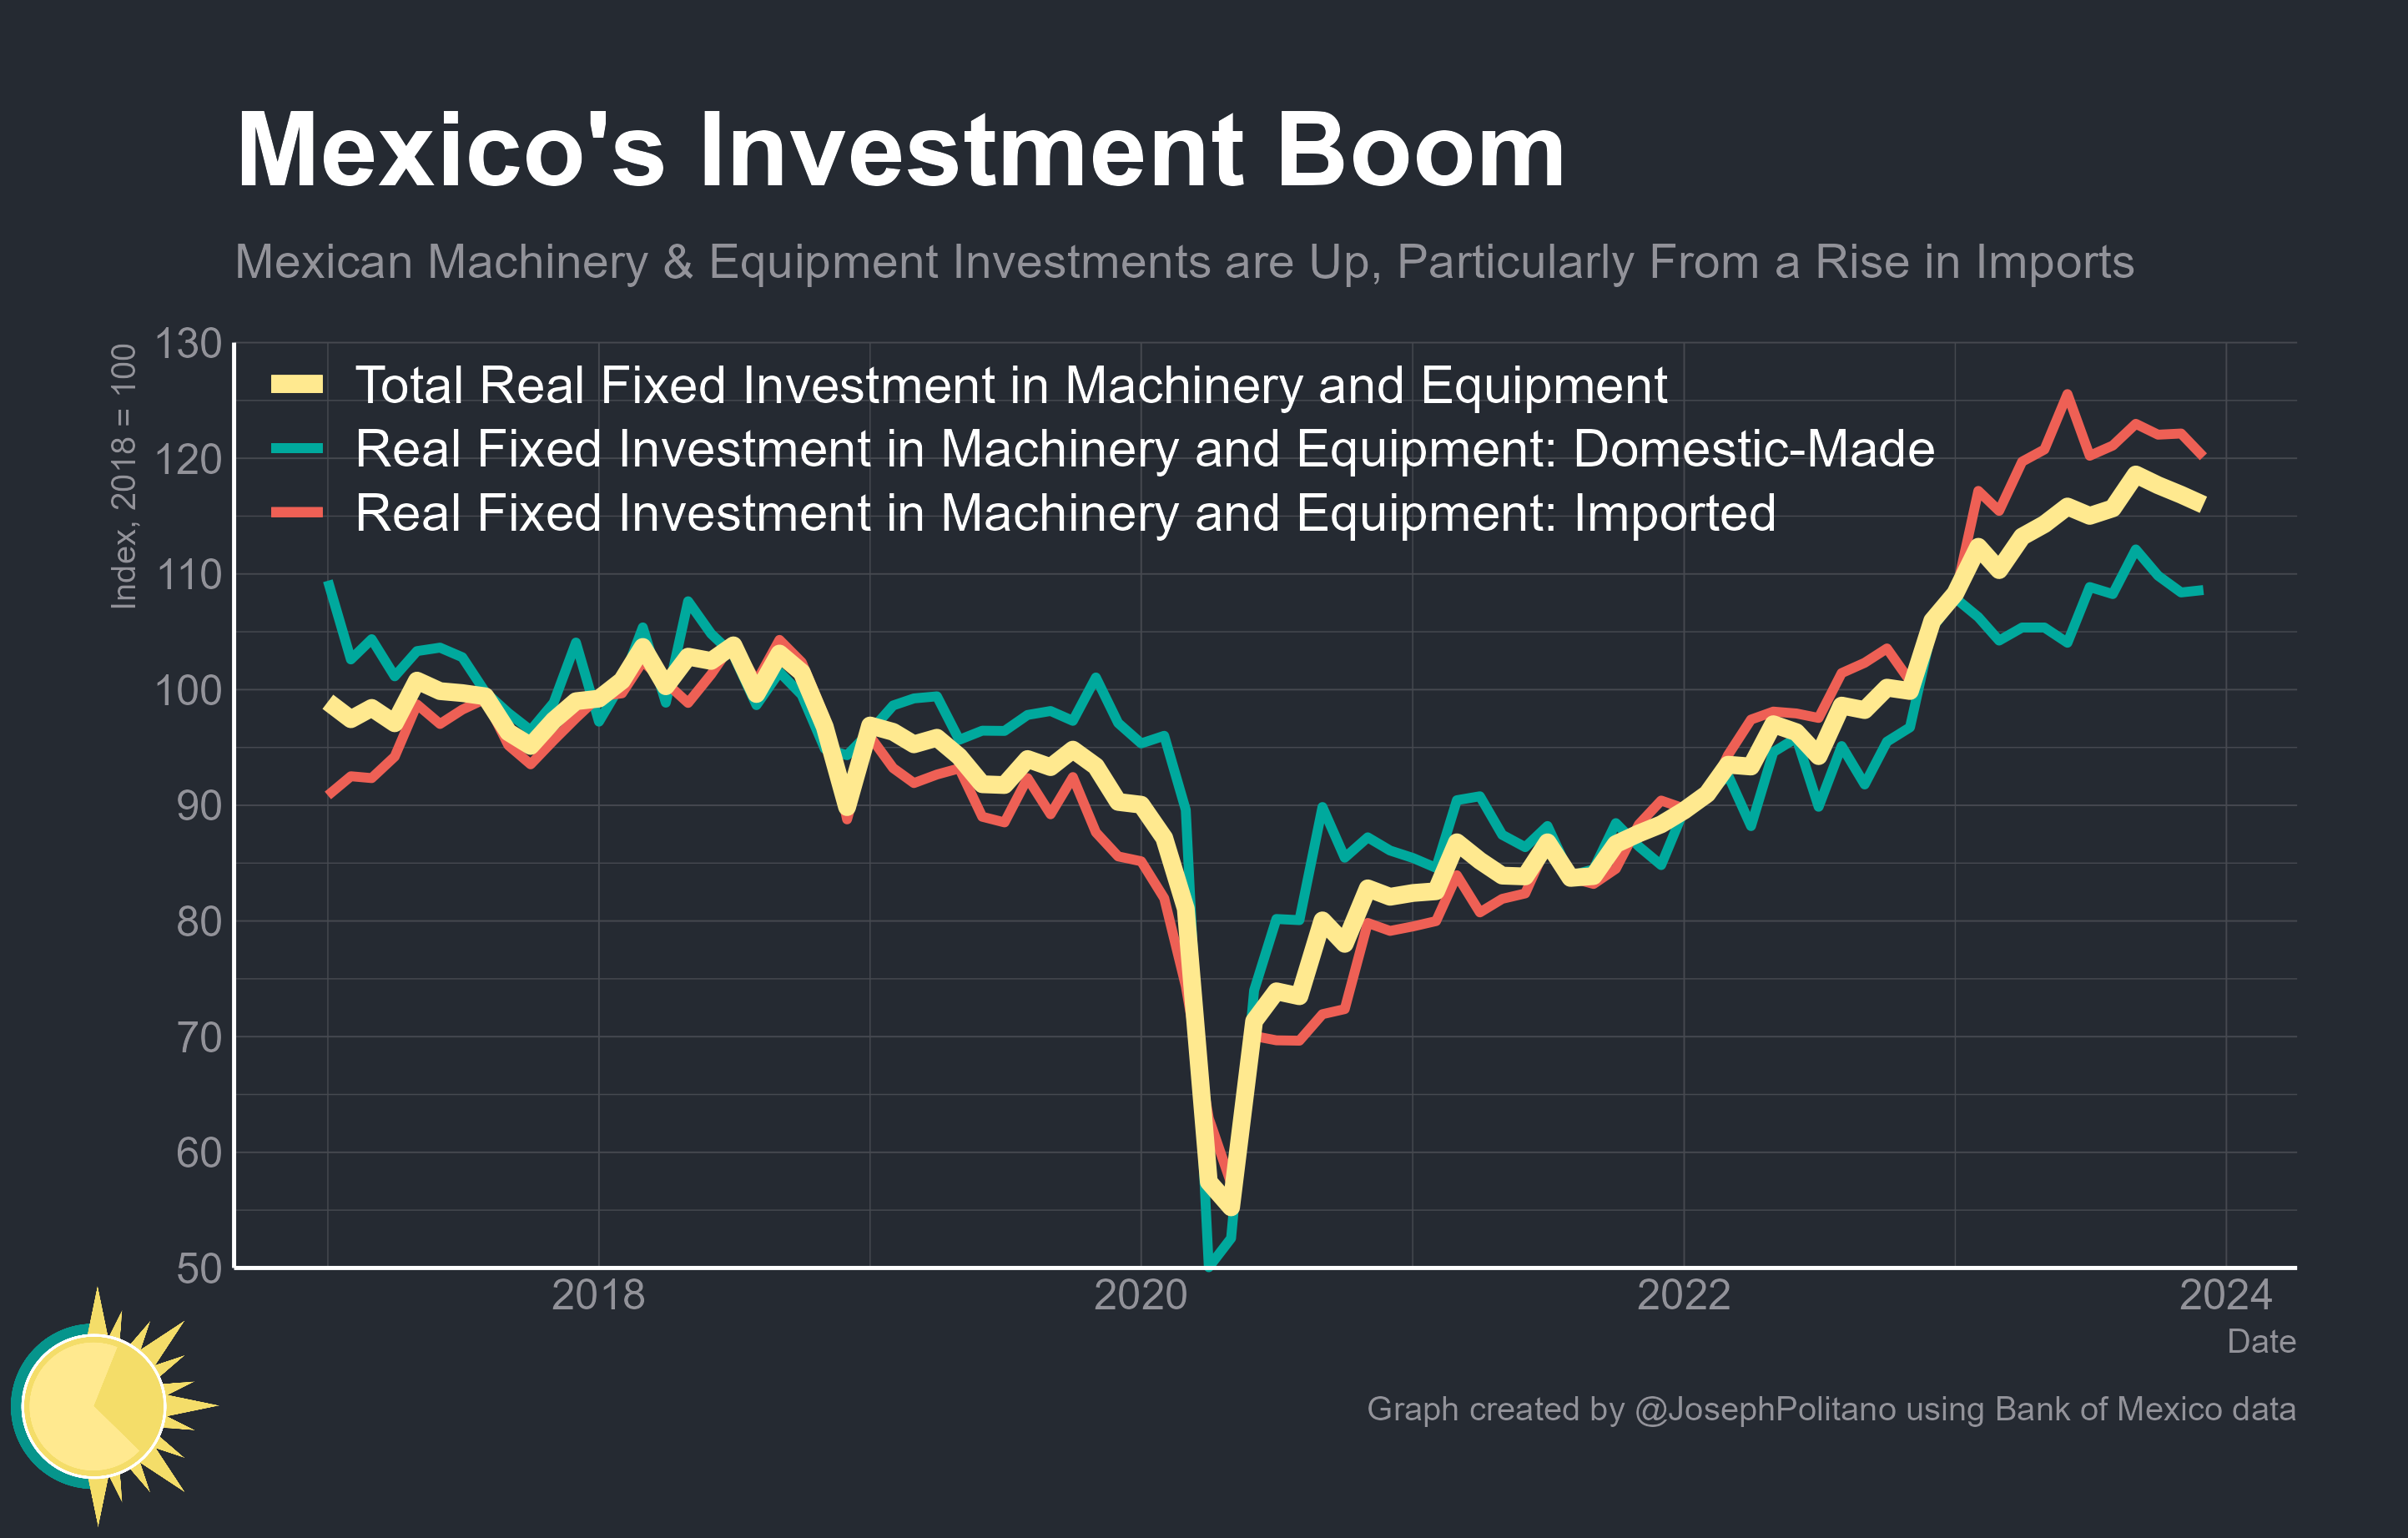 Mexico's Investment Boom
Mexican Machinery & Equipment Investments are Up, Particularly From a Rise in Imports
Index, 2018 = 100
130
120
110
100
90
80
70
60
50
Total Real Fixed Investment in Machinery and Equipment
Real Fixed Investment in Machinery and Equipment: Domestic-Made
Real Fixed Investment in Machinery and Equipment: Imported
2018 2020 2022 2024
Date
Graph created by @JosephPolitano using Bank of Mexico data